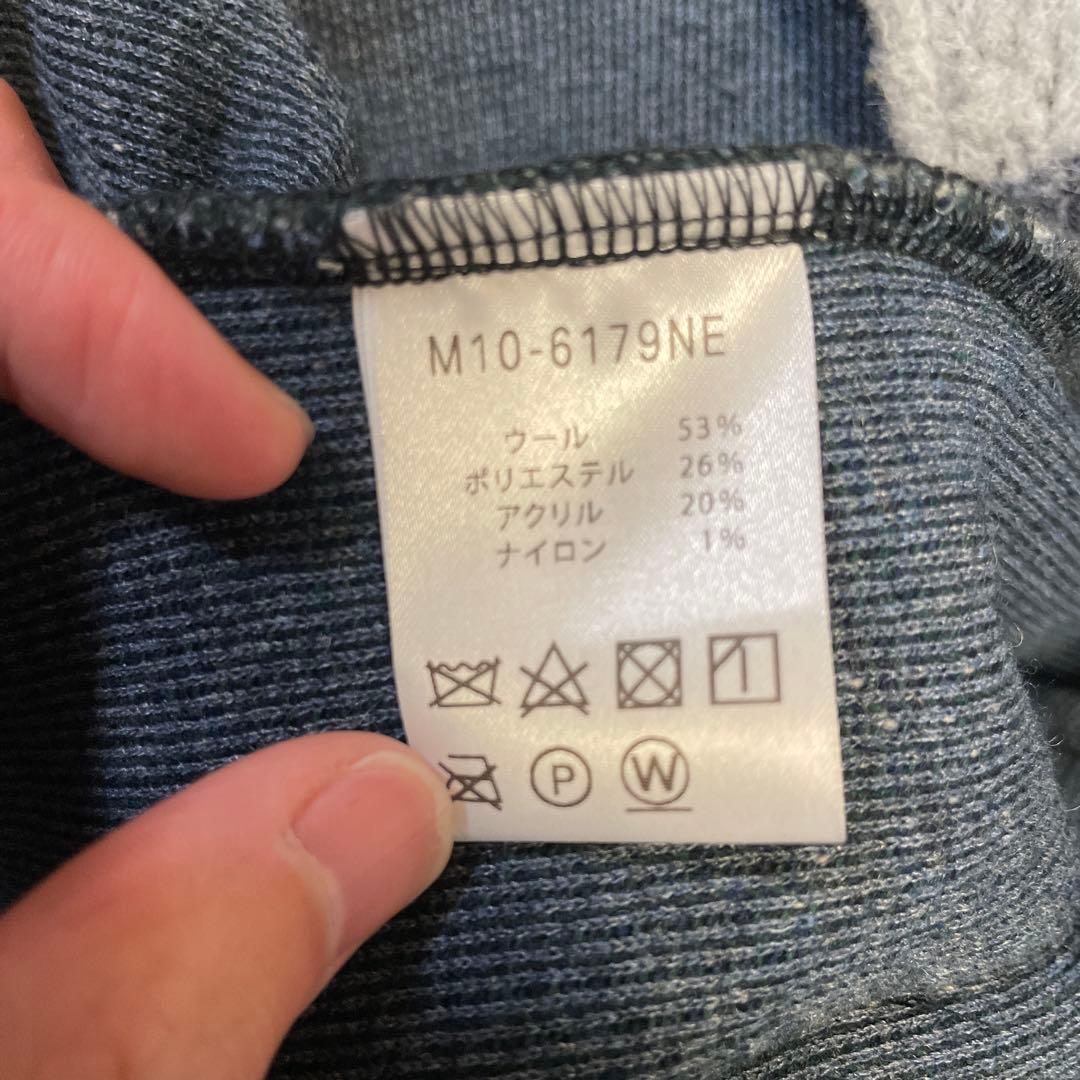 M10-6179NE
ウール 53%
ポリエステル 26%
アクリル 20%
ナイロン 1%
P W